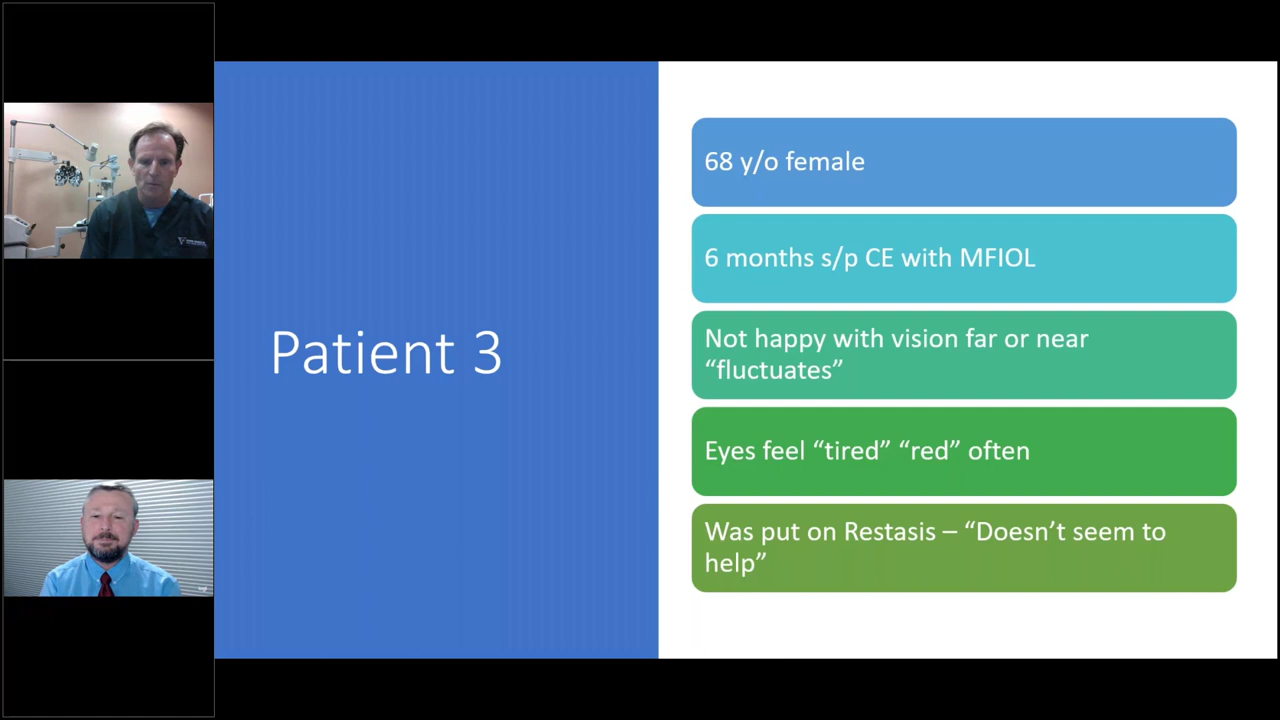 Patient 3
68 y/o female
6 months s/p CE with MFIOL
Not happy with vision far or near
“fluctuates”
Eyes feel “tired” “red” often
Was put on Restasis – “Doesn’t seem to
help”